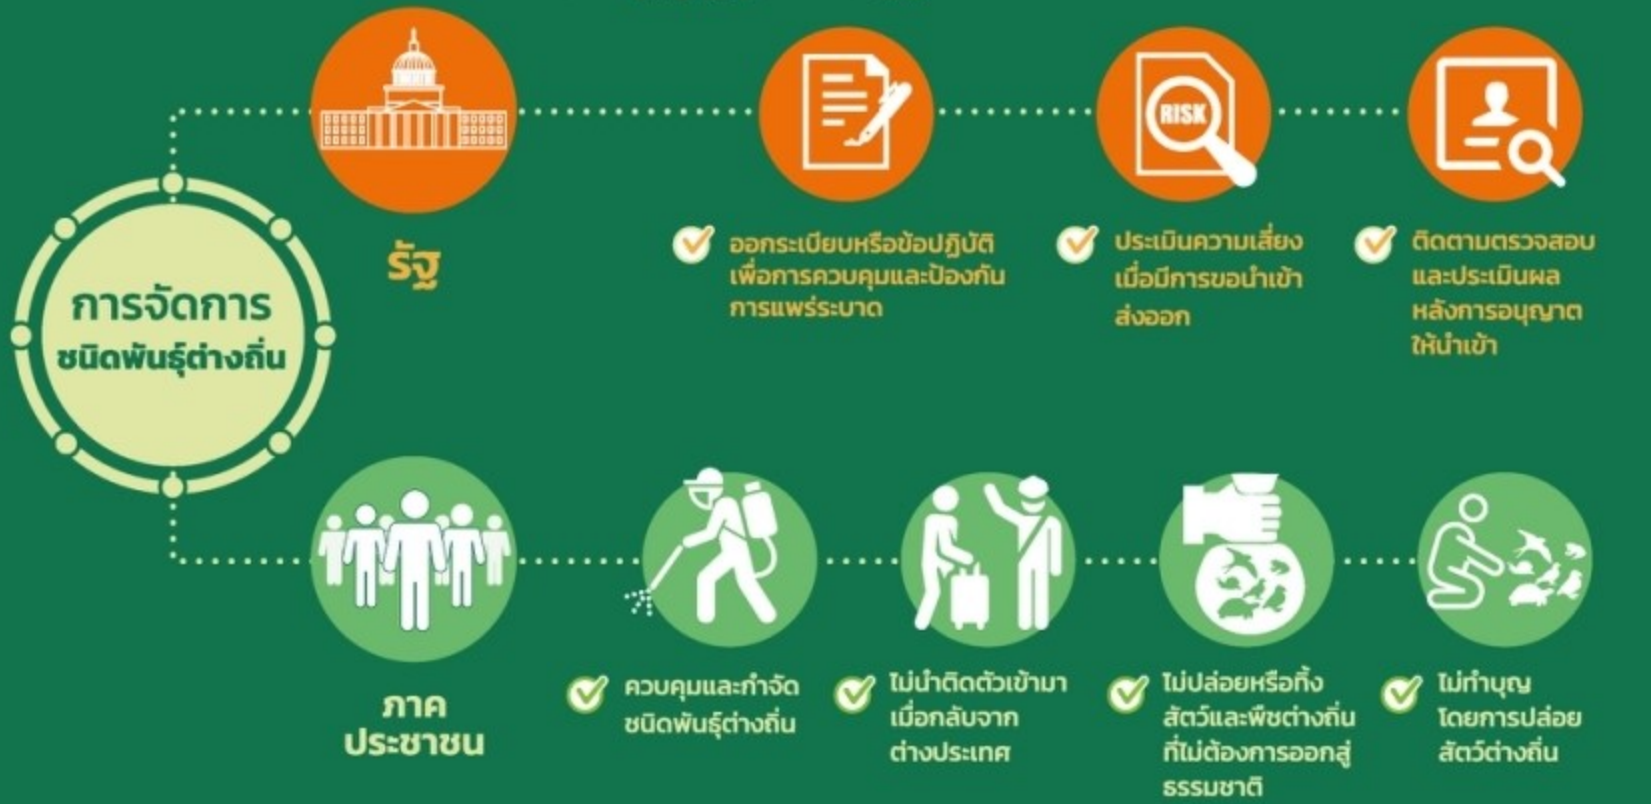 การจัดการ
ชนิดพันธุ์ต่างถิ่น
รัฐ
RISK
ออกระเบียบหรือข้อปฏิบัติ
เพื่อการควบคุมและป้องกัน
การแพร่ระบาด
ประเมินความเสี่ยง
เมื่อมีการขอนำเข้า
ส่งออก
ติดตามตรวจสอบ
และประเมินผล
หลังการอนุญาต
ให้นำเข้า
ภาค
ประชาชน
ควบคุมและกำจัด
ชนิดพันธุ์ต่างถิ่น
ไม่นำติดตัวเข้ามา
เมื่อกลับจาก
ต่างประเทศ
ไม่ปล่อยหรือทิ้ง
สัตว์และพืชต่างถิ่น
ที่ไม่ต้องการออกสู่
ธรรมชาติ
ไม่ทำบุญ
โดยการปล่อย
สัตว์ต่างถิ่น